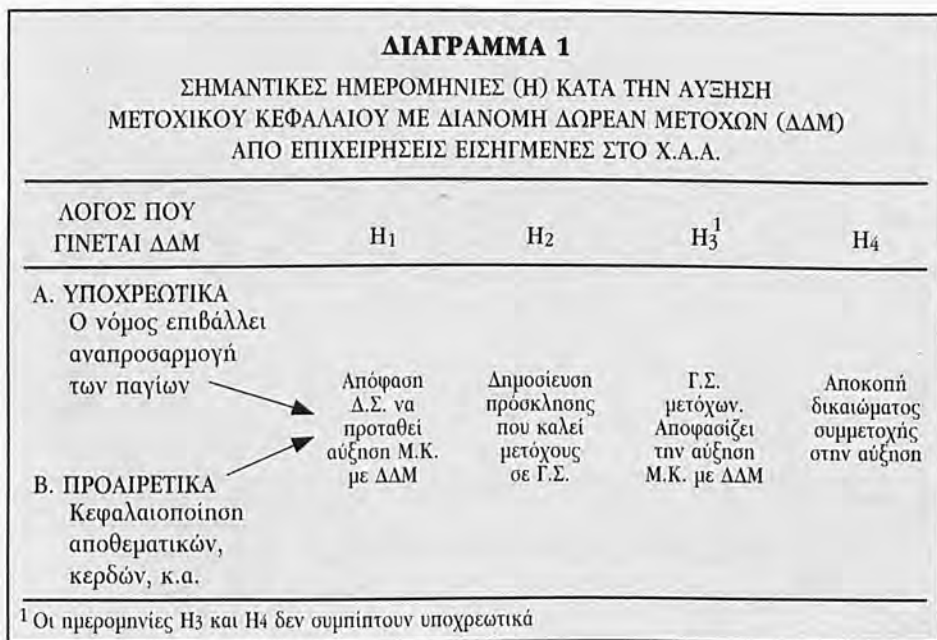 ΔΙΑΓΡΑΜΜΑ 1
ΣΗΜΑΝΤΙΚΕΣ ΗΜΕΡΟΜΗΝΙΕΣ (Η) ΚΑΤΑ ΤΗΝ ΑΥΞΗΣΗ
ΜΕΤΟΧΙΚΟΥ ΚΕΦΑΛΑΙΟΥ ΜΕ ΔΙΑΝΟΜΗ ΔΩΡΕΑΝ ΜΕΤΟΧΩΝ (ΔΔΜ)
ΑΠΟ ΕΠΙΧΕΙΡΗΣΕΙΣ ΕΙΣΗΓΜΕΝΕΣ ΣΤΟ Χ.Α.Α.
ΛΟΓΟΣ ΠΟΥ
ΓΙΝΕΤΑΙ ΔΔΜ
Η1
Η2
Η3¹
Η4
Α. ΥΠΟΧΡΕΩΤΙΚΑ
Ο νόμος επιβάλλει
αναπροσαρμογή
των παγίων
Β. ΠΡΟΑΙΡΕΤΙΚΑ
Κεφαλαιοποίηση
αποθεματικών,
κερδών, κ.α.
Απόφαση
Δ.Σ. να
προταθεί
αύξηση Μ.Κ.
με ΔΔΜ
Δημοσίευση
πρόσκλησης
που καλεί
μετόχους
σε Γ.Σ.
Γ.Σ.
μετόχων.
Αποφασίζει
την αύξηση
Μ.Κ. με ΔΔΜ
Αποκοπή
δικαιώματος
συμμετοχής
στην αύξηση
¹ Οι ημερομηνίες Η3 και Η4 δεν συμπίπτουν υποχρεωτικά